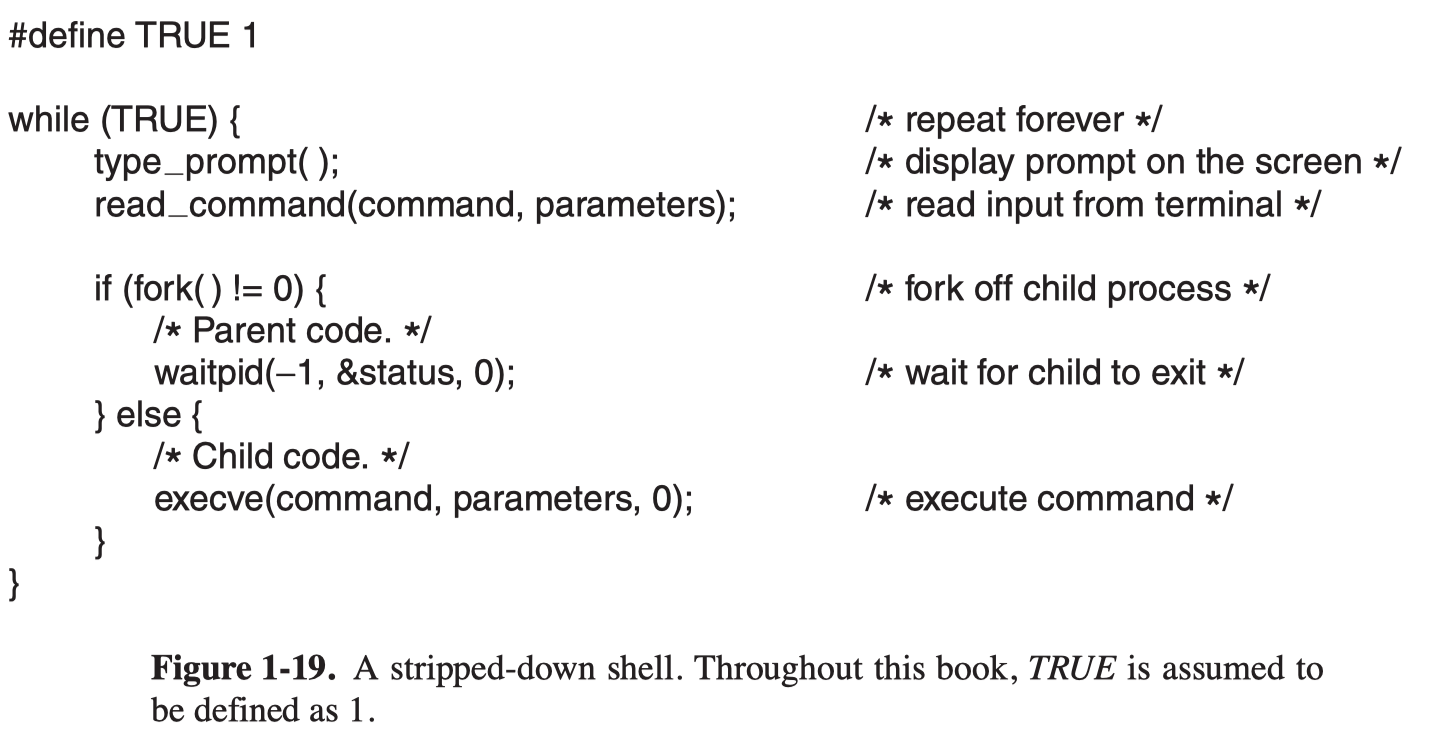 #define TRUE 1
while (TRUE) { /* repeat forever */
type_prompt( ); /* display prompt on the screen */
read_command(command, parameters); /* read input from terminal */
if (fork( ) != 0) { /* fork off child process */
/* Parent code. */
waitpid(−1, &status, 0); /* wait for child to exit */
} else {
/* Child code. */
execve(command, parameters, 0); /* execute command */
}
}
Figure 1-19. A stripped-down shell. Throughout this book, TRUE is assumed to
be defined as 1.